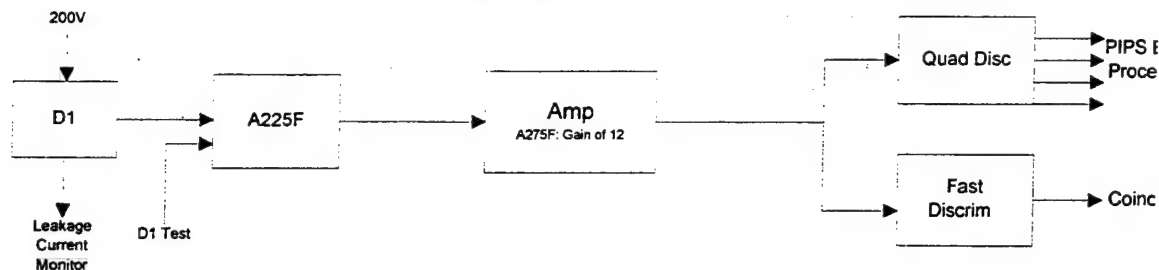 200V
D1
A225F
Amp
A275F: Gain of 12
Quad Disc
PIPS E
Proce
Fast
Discrim
Coinc
Leakage
Current
Monitor
D1 Test